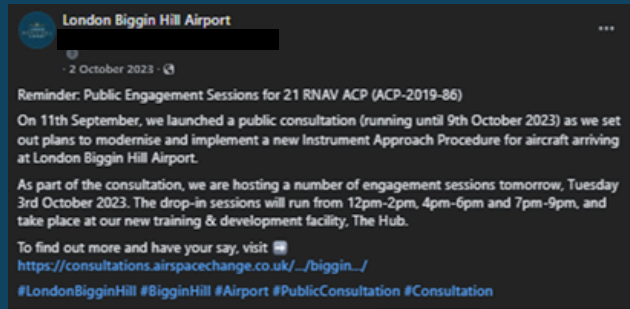 London Biggin Hill Airport
· 2 October 2023 ·
Reminder: Public Engagement Sessions for 21 RNAV ACP (ACP-2019-86)
On 11th September, we launched a public consultation (running until 9th October 2023) as we set
out plans to modernise and implement a new Instrument Approach Procedure for aircraft arriving
at London Biggin Hill Airport.
As part of the consultation, we are hosting a number of engagement sessions tomorrow, Tuesday
3rd October 2023. The drop-in sessions will run from 12pm-2pm, 4pm-6pm and 7pm-9pm, and
take place at our new training & development facility, The Hub.
To find out more and have your say, visit ➡
https://consultations.airspacechange.co.uk/.../biggin.../
#LondonBigginHill #BigginHill #Airport #PublicConsultation #Consultation